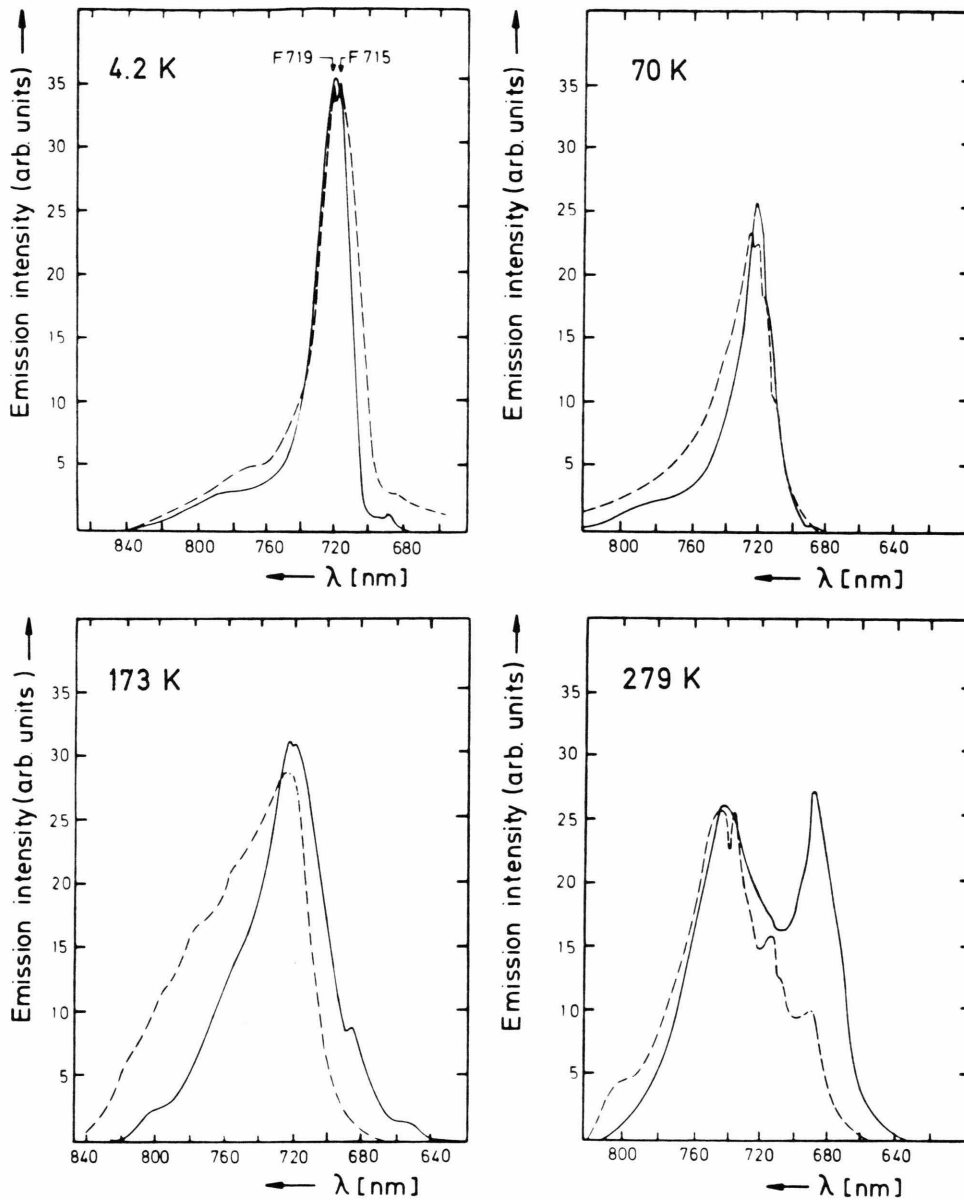 4.2 K
F 719 F 715
Emission intensity (arb. units)
35
30
25
20
15
10
5
840 800 760 720 680
λ [nm]
70 K
Emission intensity (arb. units)
35
30
25
20
15
10
5
800 760 720 680 640
λ [nm]
173 K
Emission intensity (arb. units)
35
30
25
20
15
10
5
840 800 760 720 680 640
λ [nm]
279 K
Emission intensity (arb. units)
35
30
25
20
15
10
5
800 760 720 680 640
λ [nm]